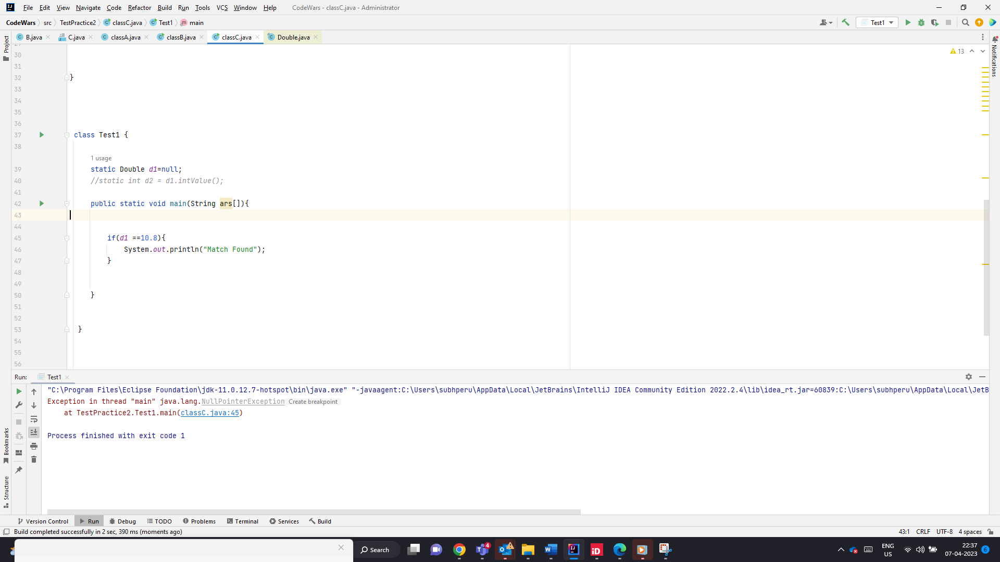 File Edit View Navigate Code Refactor Build Run Tools VCS Window Help CodeWars - classC.java - Administrator
CodeWars src TestPractice2 classC.java Test1 main Test1
B.java C.java classA.java classB.java classC.java Double.java
Project
Notifications
13
30
31
32 }
33
34
35
36
37 class Test1 {
38
1 usage
39 static Double d1=null;
40 //static int d2 = d1.intValue();
41
42 public static void main(String ars[]){
43
44
45 if(d1 ==10.8){
46 System.out.println("Match Found");
47 }
48
49
50 }
51
52
53 }
54
55
56
Run: Test1
"C:\Program Files\Eclipse Foundation\jdk-11.0.12.7-hotspot\bin\java.exe" "-javaagent:C:\Users\subhperu\AppData\Local\JetBrains\IntelliJ IDEA Community Edition 2022.2.4\lib\idea_rt.jar=60839:C:\Users\subhperu\AppData\Local\JetB
Exception in thread "main" java.lang.NullPointerException Create breakpoint
at TestPractice2.Test1.main(classC.java:45)
Process finished with exit code 1
Bookmarks
Structure
Version Control Run Debug TODO Problems Terminal Services Build
Build completed successfully in 2 sec, 390 ms (moments ago) 43:1 CRLF UTF-8 4 spaces
Search 4 ENG US 22:37 07-04-2023 6